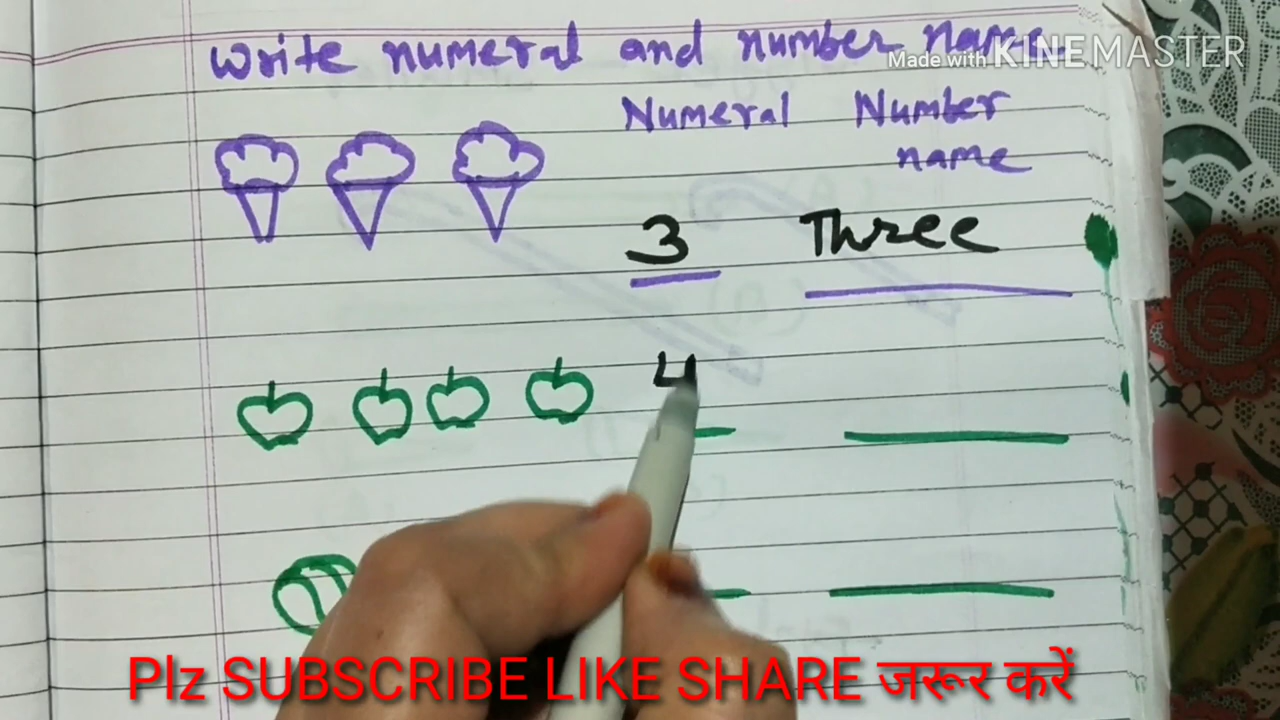 Write numeral and number name
Made with KINEMASTER
Numeral Number name
3 Three
4
Plz SUBSCRIBE LIKE SHARE जरूर करें